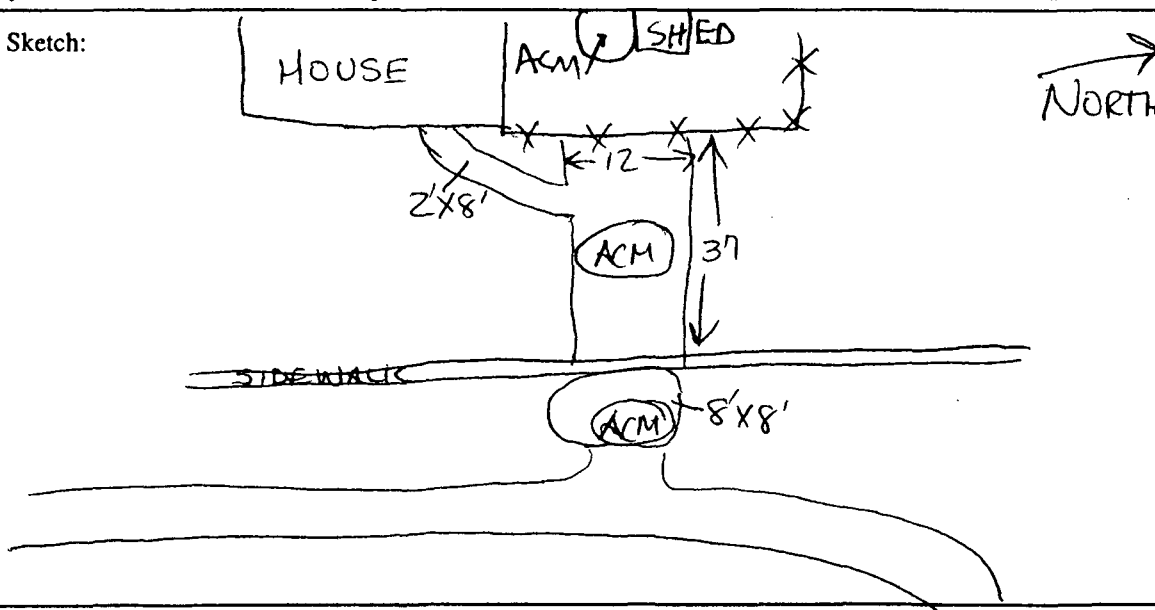 Sketch:
HOUSE
ACM
SHED
NORTH
12
2'X8'
ACM
37
SIDEWALK
ACM
8'X8'